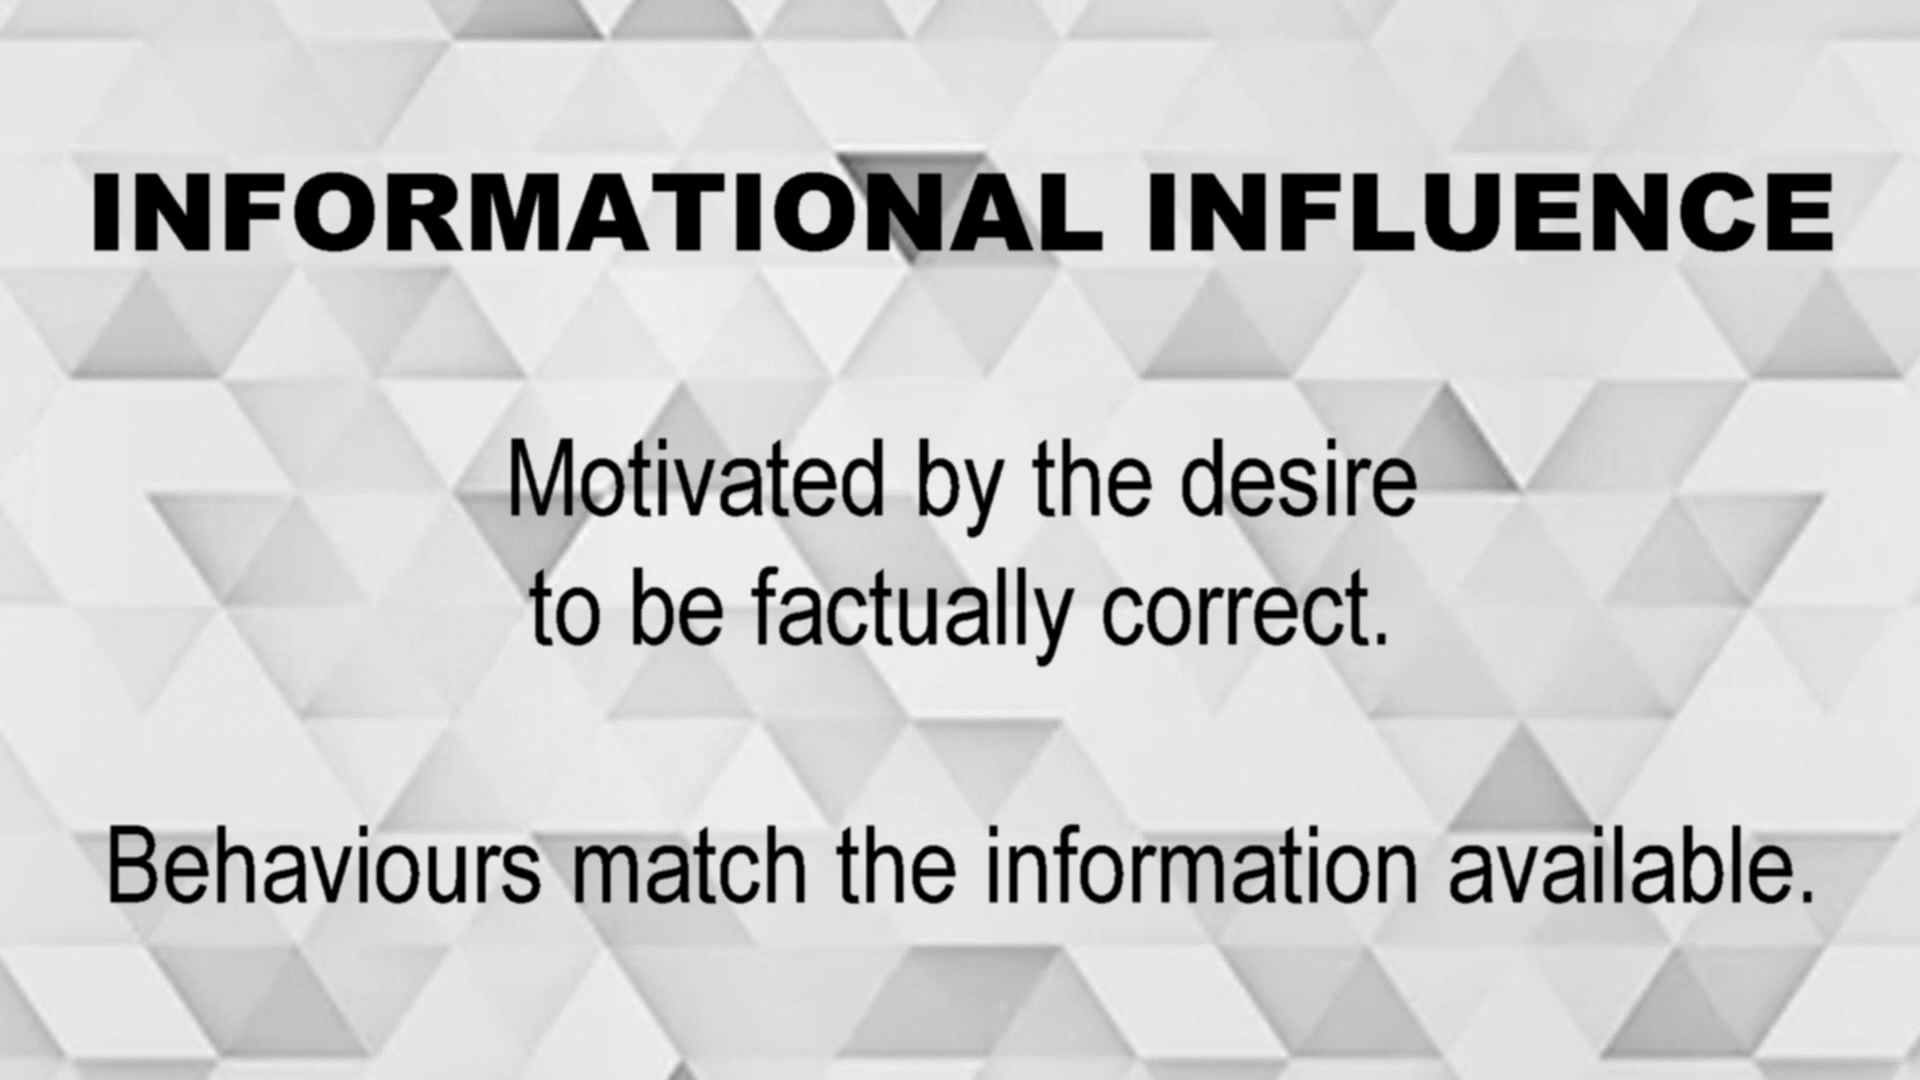 INFORMATIONAL INFLUENCE
Motivated by the desire
to be factually correct.
Behaviours match the information available.